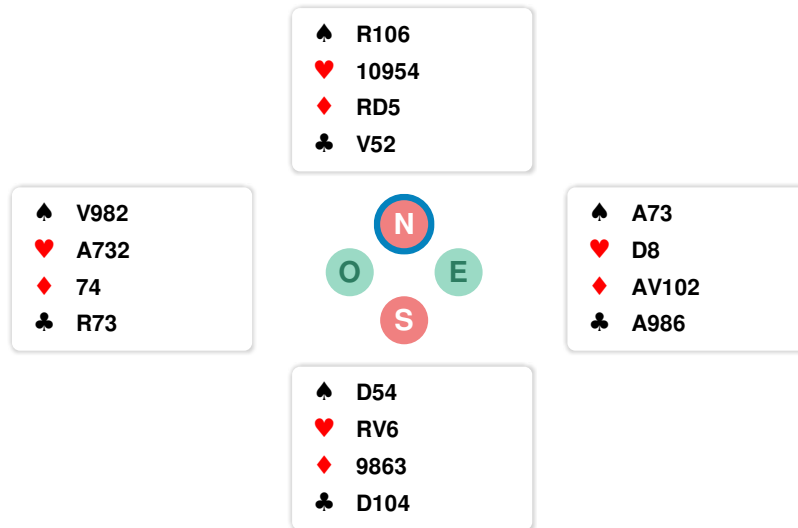 ♠ R106
♥ 10954
♦ RD5
♣ V52
♠ V982
♥ A732
♦ 74
♣ R73
N
O E
S
♠ A73
♥ D8
♦ AV102
♣ A986
♠ D54
♥ RV6
♦ 9863
♣ D104